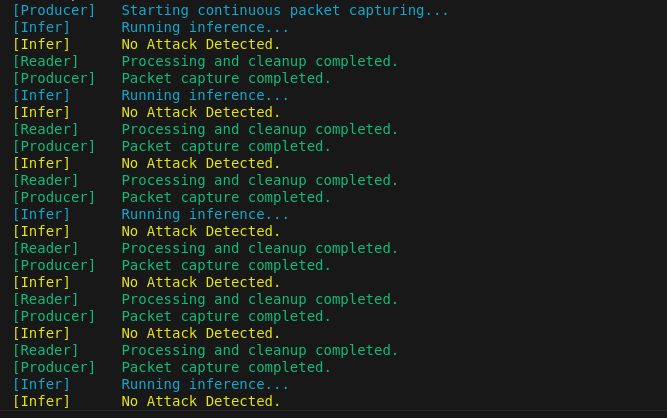 [Producer] Starting continuous packet capturing...
[Infer] Running inference...
[Infer] No Attack Detected.
[Reader] Processing and cleanup completed.
[Producer] Packet capture completed.
[Infer] Running inference...
[Infer] No Attack Detected.
[Reader] Processing and cleanup completed.
[Producer] Packet capture completed.
[Infer] No Attack Detected.
[Reader] Processing and cleanup completed.
[Producer] Packet capture completed.
[Infer] Running inference...
[Infer] No Attack Detected.
[Reader] Processing and cleanup completed.
[Producer] Packet capture completed.
[Infer] No Attack Detected.
[Reader] Processing and cleanup completed.
[Producer] Packet capture completed.
[Infer] No Attack Detected.
[Reader] Processing and cleanup completed.
[Producer] Packet capture completed.
[Infer] Running inference...
[Infer] No Attack Detected.